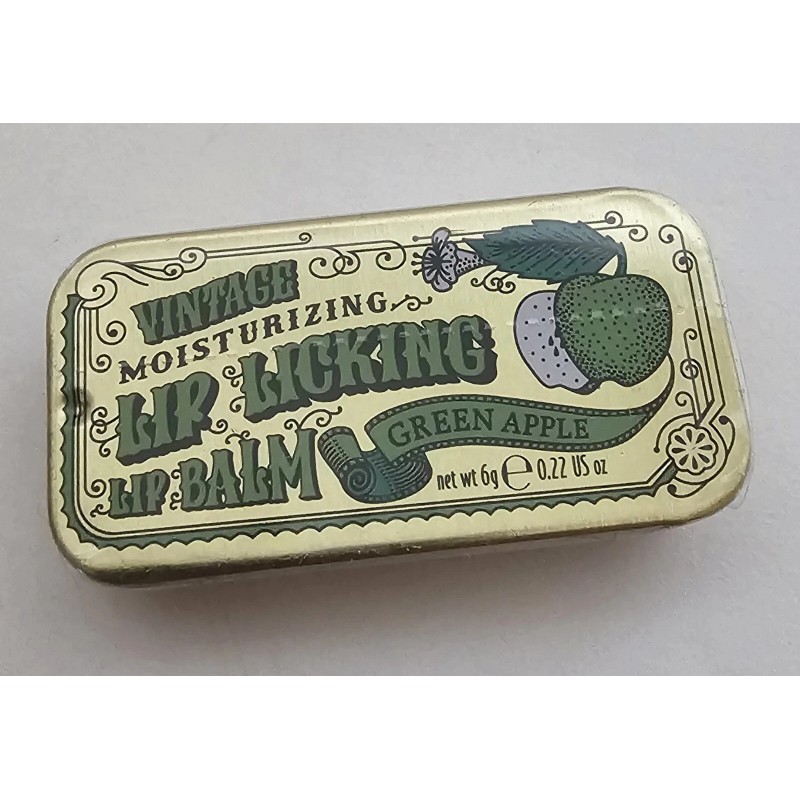 VINTAGE
MOISTURIZING
LIP LICKING
LIP BALM
GREEN APPLE
net wt 6g ℮ 0.22 US oz